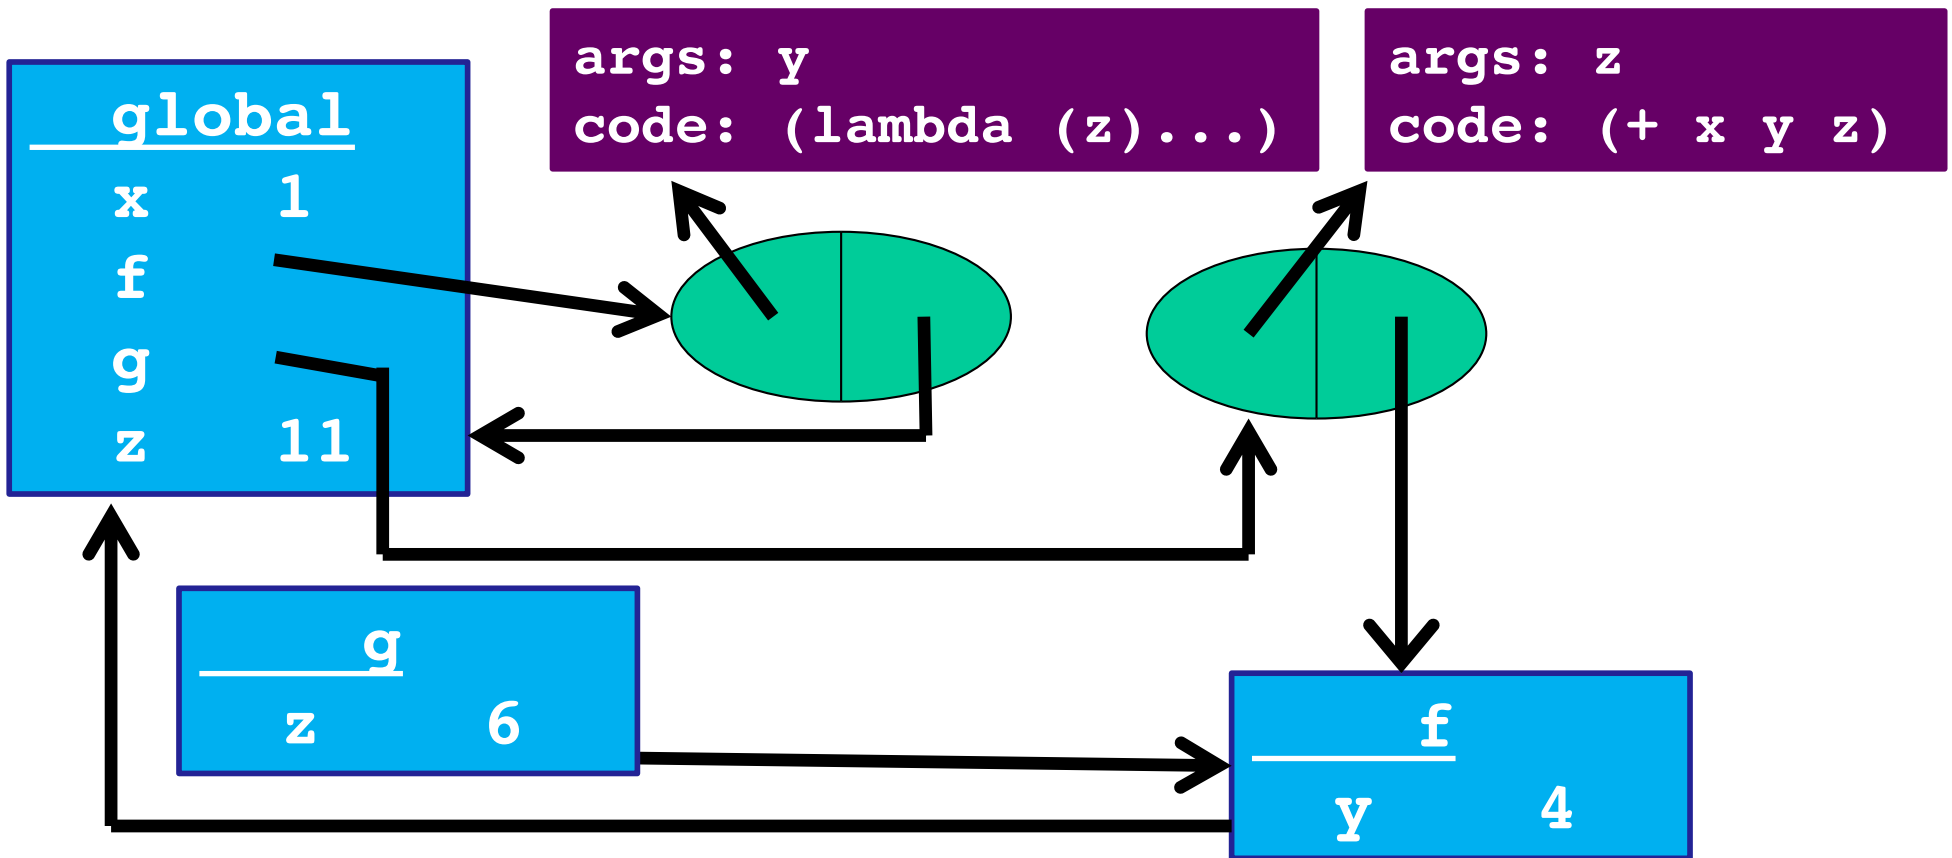 args: y
code: (lambda (z)...)
args: z
code: (+ x y z)
global
x 1
f
g
z 11
g
z 6
f
y 4